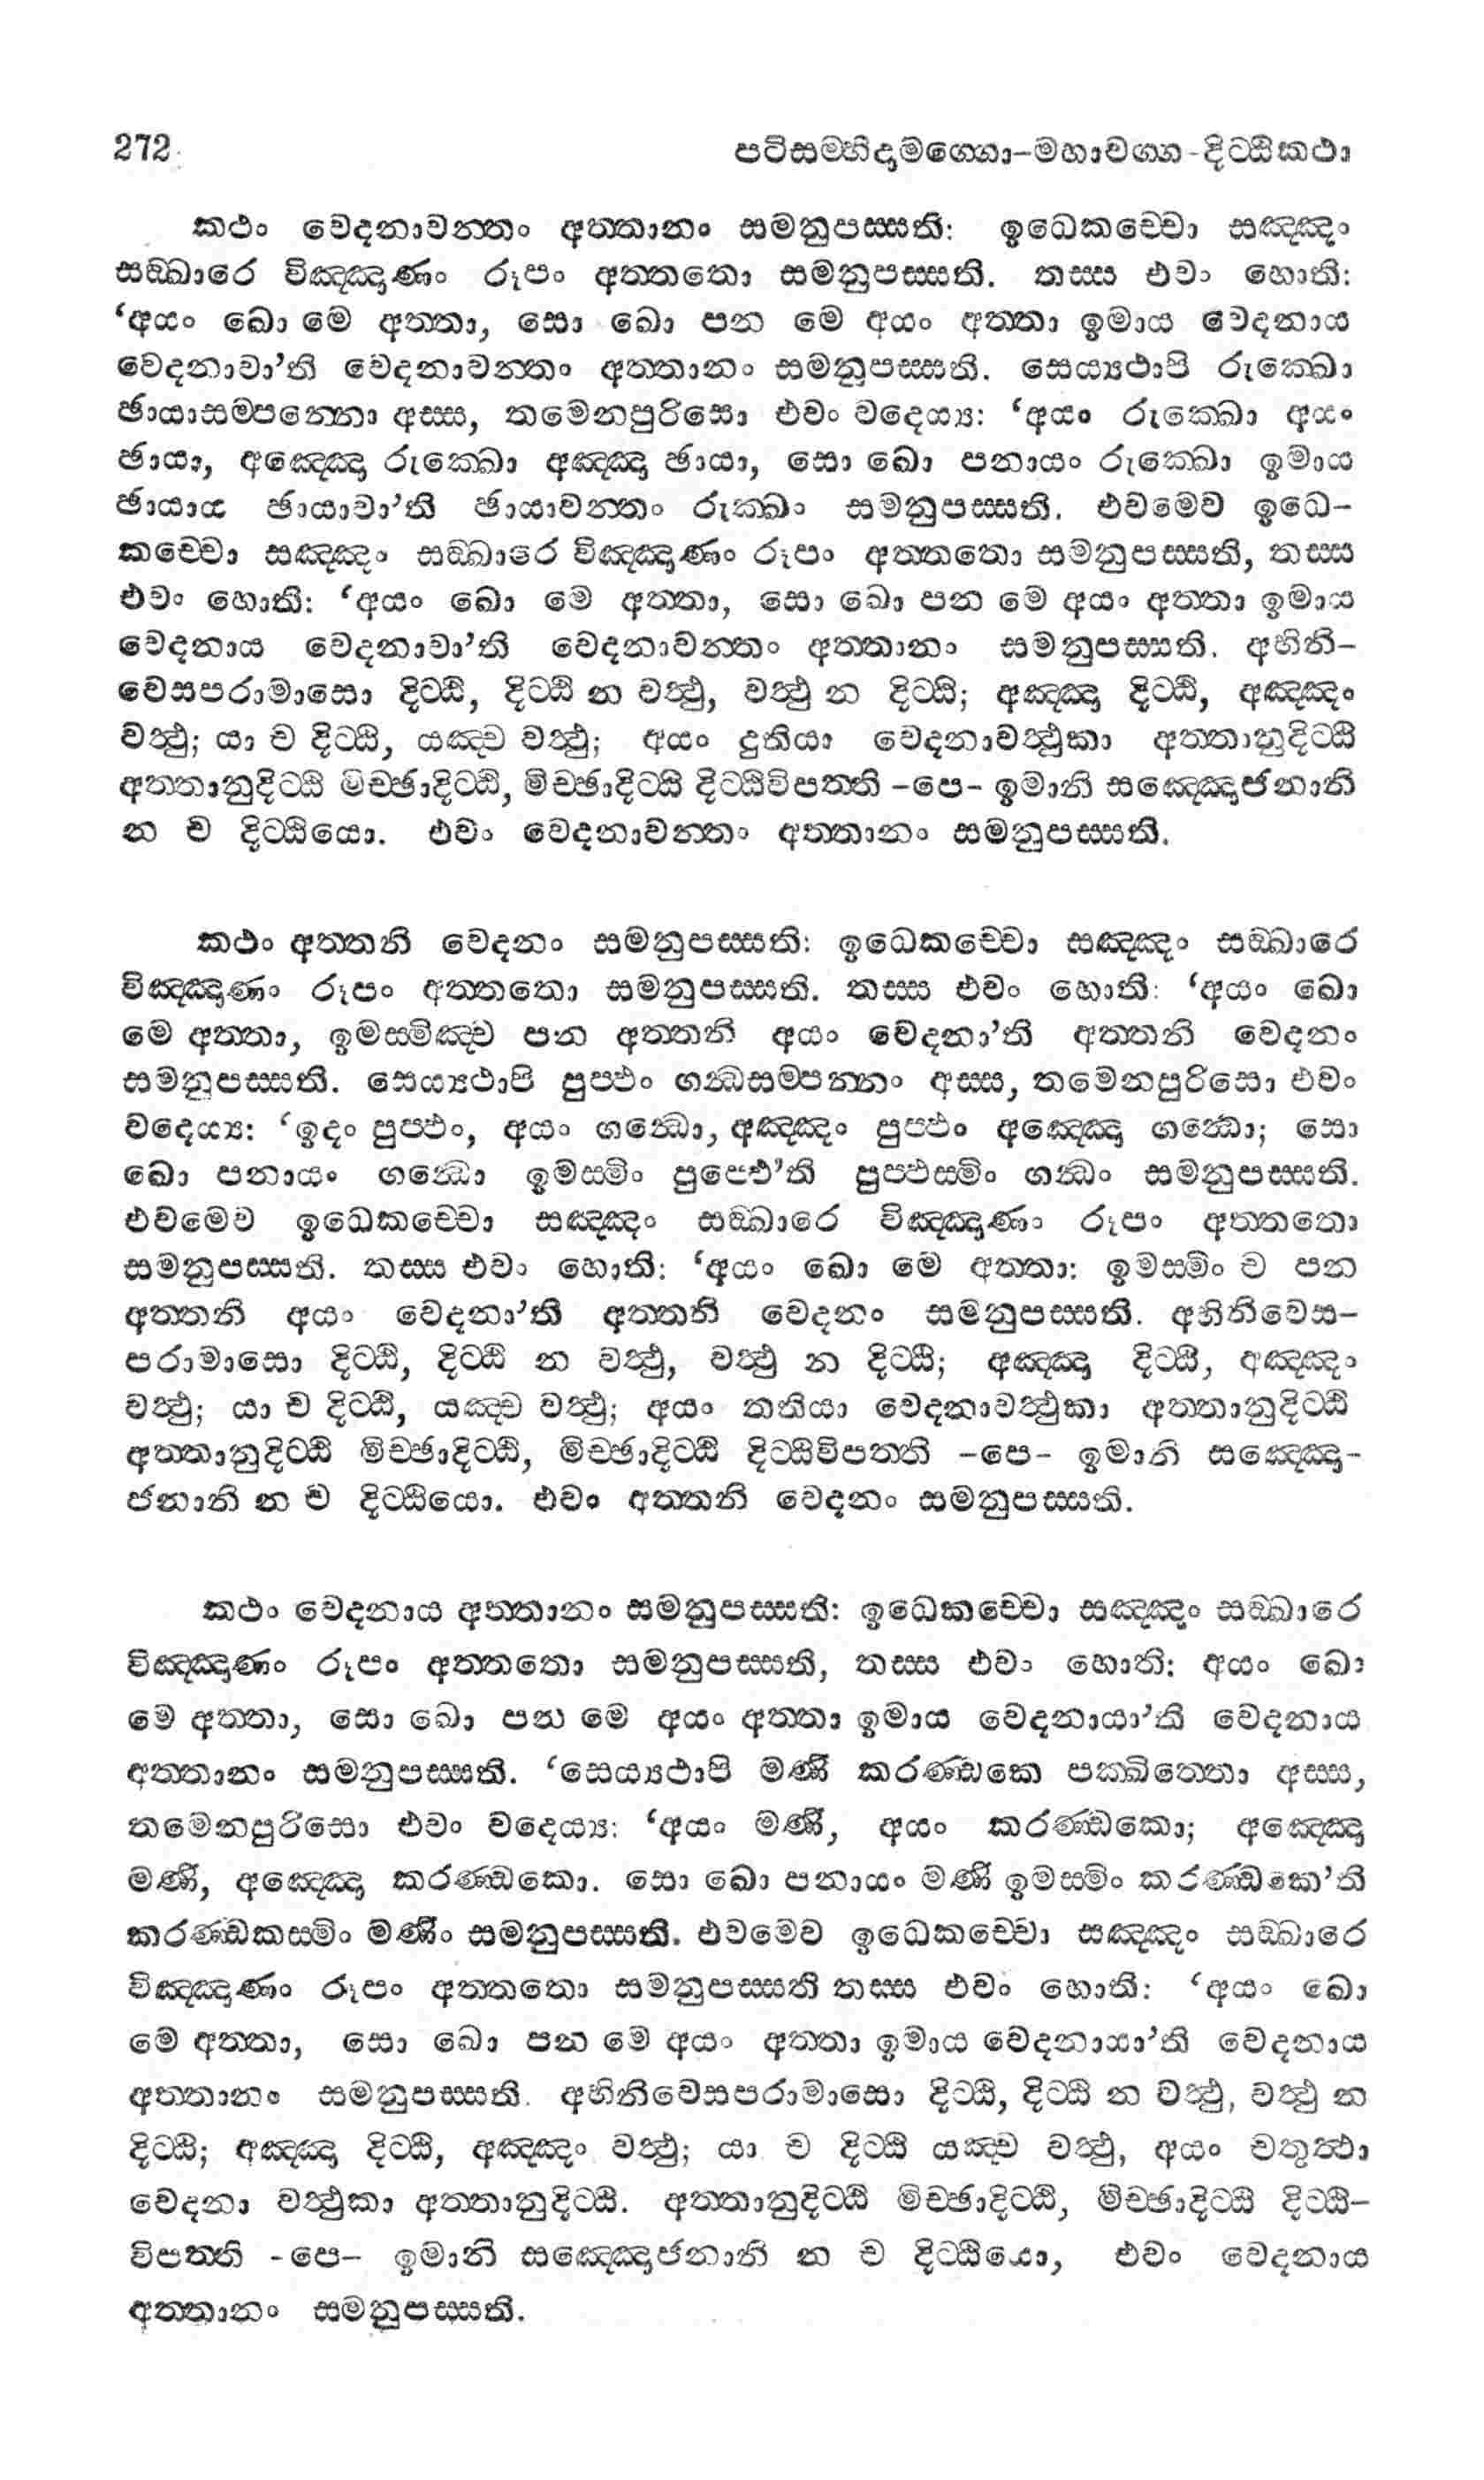 272
පටිසම්භිදාමග්ගො-මහාවග්ග-දිට්ඨිකථා
කථං වෙදනාවන්තං අත්තානං සමනුපස්සති: ඉධෙකච්චො සඤ්ඤං
සඞ්ඛාරෙ විඤ්ඤාණං රූපං අත්තතො සමනුපස්සති. තස්ස එවං හොති:
‘අයං ඛො මෙ අත්තා, සො ඛො පන මෙ අයං අත්තා ඉමාය වෙදනාය
වෙදනාවා’ති වෙදනාවන්තං අත්තානං සමනුපස්සති. සෙය්‍යථාපි රුක්ඛො
ඡායාසම්පන්නො අස්ස, තමෙනපුරිසො එවං වදෙය්‍ය: ‘අයං රුක්ඛො අයං
ඡායා, අඤ්ඤො රුක්ඛො අඤ්ඤා ඡායා, සො ඛො පනායං රුක්ඛො ඉමාය
ඡායාය ඡායාවා’ති ඡායාවන්තං රුක්ඛං සමනුපස්සති. එවමෙව ඉධෙ-
කච්චො සඤ්ඤං සඞ්ඛාරෙ විඤ්ඤාණං රූපං අත්තතො සමනුපස්සති, තස්ස
එවං හොති: ‘අයං ඛො මෙ අත්තා, සො ඛො පන මෙ අයං අත්තා ඉමාය
වෙදනාය වෙදනාවා’ති වෙදනාවන්තං අත්තානං සමනුපස්සති. අභිනි-
වෙසපරාමාසො දිට්ඨි, දිට්ඨි න වත්ථු, වත්ථු න දිට්ඨි; අඤ්ඤා දිට්ඨි, අඤ්ඤං
වත්ථු; යා ච දිට්ඨි, යඤ්ච වත්ථු; අයං දුතියා වෙදනාවත්ථුකා අත්තානුදිට්ඨි
අත්තානුදිට්ඨි මිච්ඡාදිට්ඨි, මිච්ඡාදිට්ඨි දිට්ඨිවිපත්ති -පෙ- ඉමානි සඤ්ඤොජනානි
න ච දිට්ඨියො. එවං වෙදනාවන්තං අත්තානං සමනුපස්සති.
කථං අත්තනි වෙදනං සමනුපස්සති: ඉධෙකච්චො සඤ්ඤං සඞ්ඛාරෙ
විඤ්ඤාණං රූපං අත්තතො සමනුපස්සති. තස්ස එවං හොති: ‘අයං ඛො
මෙ අත්තා, ඉමස්මිඤ්ච පන අත්තනි අයං වෙදනා’ති අත්තනි වෙදනං
සමනුපස්සති. සෙය්‍යථාපි පුප්ඵං ගන්ධසම්පන්නං අස්ස, තමෙනපුරිසො එවං
වදෙය්‍ය: ‘ඉදං පුප්ඵං, අයං ගන්ධො, අඤ්ඤං පුප්ඵං අඤ්ඤො ගන්ධො; සො
ඛො පනායං ගන්ධො ඉමස්මිං පුප්ඵෙ’ති පුප්ඵස්මිං ගන්ධං සමනුපස්සති.
එවමෙව ඉධෙකච්චො සඤ්ඤං සඞ්ඛාරෙ විඤ්ඤාණං රූපං අත්තතො
සමනුපස්සති. තස්ස එවං හොති: ‘අයං ඛො මෙ අත්තා: ඉමස්මිං ච පන
අත්තනි අයං වෙදනා’ති අත්තනි වෙදනං සමනුපස්සති. අභිනිවෙස-
පරාමාසො දිට්ඨි, දිට්ඨි න වත්ථු, වත්ථු න දිට්ඨි; අඤ්ඤා දිට්ඨි, අඤ්ඤං
වත්ථු; යා ච දිට්ඨි, යඤ්ච වත්ථු; අයං තතියා වෙදනාවත්ථුකා අත්තානුදිට්ඨි
අත්තානුදිට්ඨි මිච්ඡාදිට්ඨි, මිච්ඡාදිට්ඨි දිට්ඨිවිපත්ති -පෙ- ඉමානි සඤ්ඤො-
ජනානි න ච දිට්ඨියො. එවං අත්තනි වෙදනං සමනුපස්සති.
කථං වෙදනාය අත්තානං සමනුපස්සති: ඉධෙකච්චො සඤ්ඤං සඞ්ඛාරෙ
විඤ්ඤාණං රූපං අත්තතො සමනුපස්සති, තස්ස එවං හොති: අයං ඛො
මෙ අත්තා, සො ඛො පන මෙ අයං අත්තා ඉමාය වෙදනායා’ති වෙදනාය
අත්තානං සමනුපස්සති. ‘සෙය්‍යථාපි මණි කරණ්ඩකෙ පක්ඛිත්තො අස්ස,
තමෙනපුරිසො එවං වදෙය්‍ය: ‘අයං මණි, අයං කරණ්ඩකො; අඤ්ඤො
මණි, අඤ්ඤො කරණ්ඩකො. සො ඛො පනායං මණි ඉමස්මිං කරණ්ඩකෙ’ති
කරණ්ඩකස්මිං මණිං සමනුපස්සති. එවමෙව ඉධෙකච්චො සඤ්ඤං සඞ්ඛාරෙ
විඤ්ඤාණං රූපං අත්තතො සමනුපස්සති තස්ස එවං හොති: ‘අයං ඛො
මෙ අත්තා, සො ඛො පන මෙ අයං අත්තා ඉමාය වෙදනායා’ති වෙදනාය
අත්තානං සමනුපස්සති. අභිනිවෙසපරාමාසො දිට්ඨි, දිට්ඨි න වත්ථු, වත්ථු න
දිට්ඨි; අඤ්ඤා දිට්ඨි, අඤ්ඤං වත්ථු; යා ච දිට්ඨි යඤ්ච වත්ථු, අයං චතුත්ථා
වෙදනා වත්ථුකා අත්තානුදිට්ඨි. අත්තානුදිට්ඨි මිච්ඡාදිට්ඨි, මිච්ඡාදිට්ඨි දිට්ඨි-
විපත්ති -පෙ- ඉමානි සඤ්ඤොජනානි න ච දිට්ඨියො, එවං වෙදනාය
අත්තානං සමනුපස්සති.